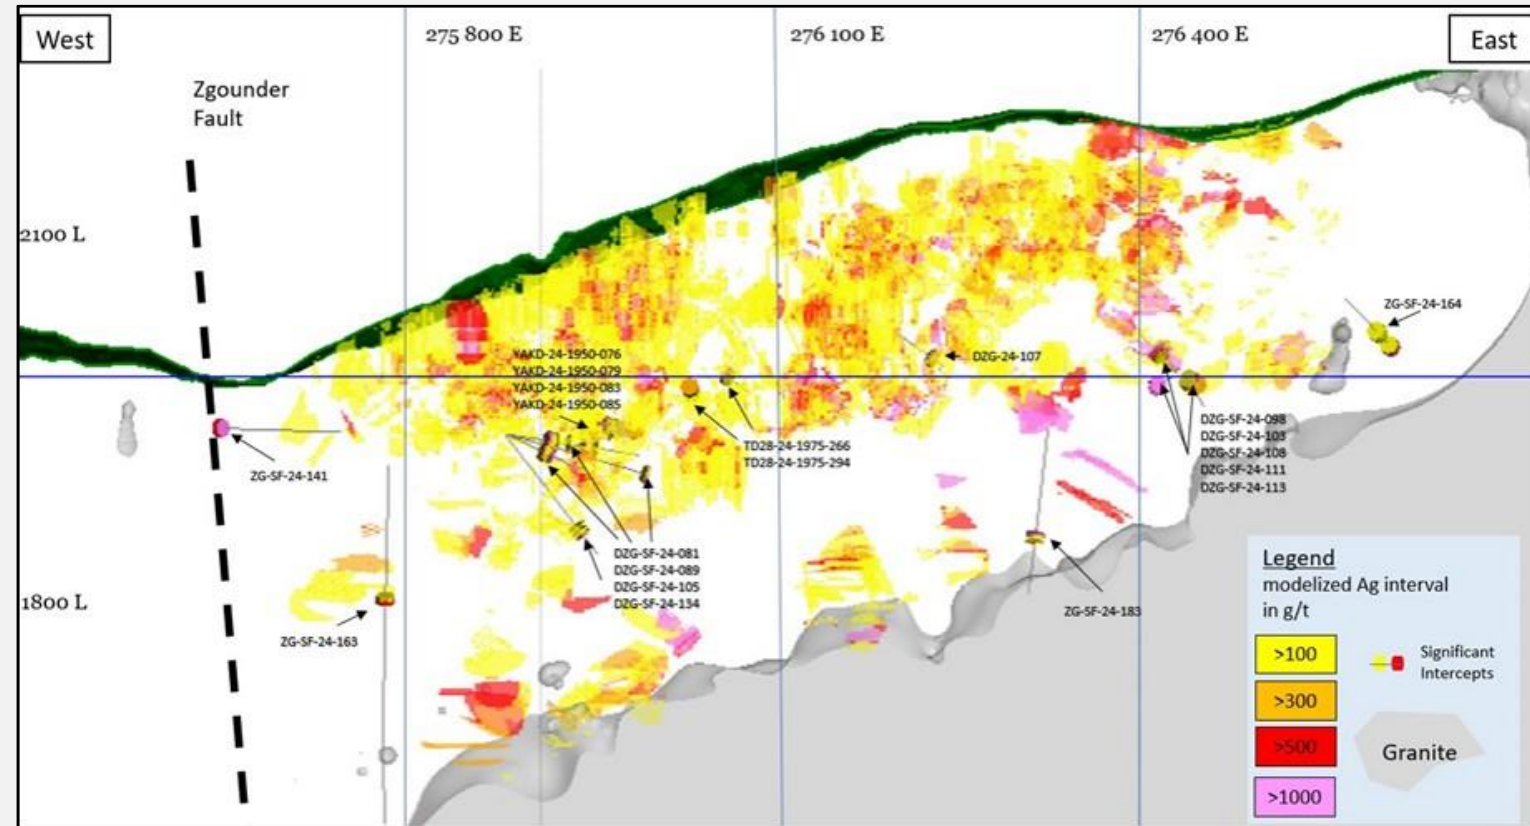 West
275 800 E
276 100 E
276 400 E
East
Zgounder
Fault
2100 L
ZG-SF-24-164
YAKD-24-1950-076
YAKD-24-1950-079
YAKD-24-1950-083
YAKD-24-1950-085
DZG-24-107
TD28-24-1975-266
TD28-24-1975-294
DZG-SF-24-098
DZG-SF-24-103
DZG-SF-24-108
DZG-SF-24-111
DZG-SF-24-113
ZG-SF-24-141
DZG-SF-24-081
DZG-SF-24-089
DZG-SF-24-105
DZG-SF-24-134
1800 L
ZG-SF-24-163
ZG-SF-24-183
Legend
modelized Ag interval
in g/t
>100
>300
>500
>1000
Significant
Intercepts
Granite